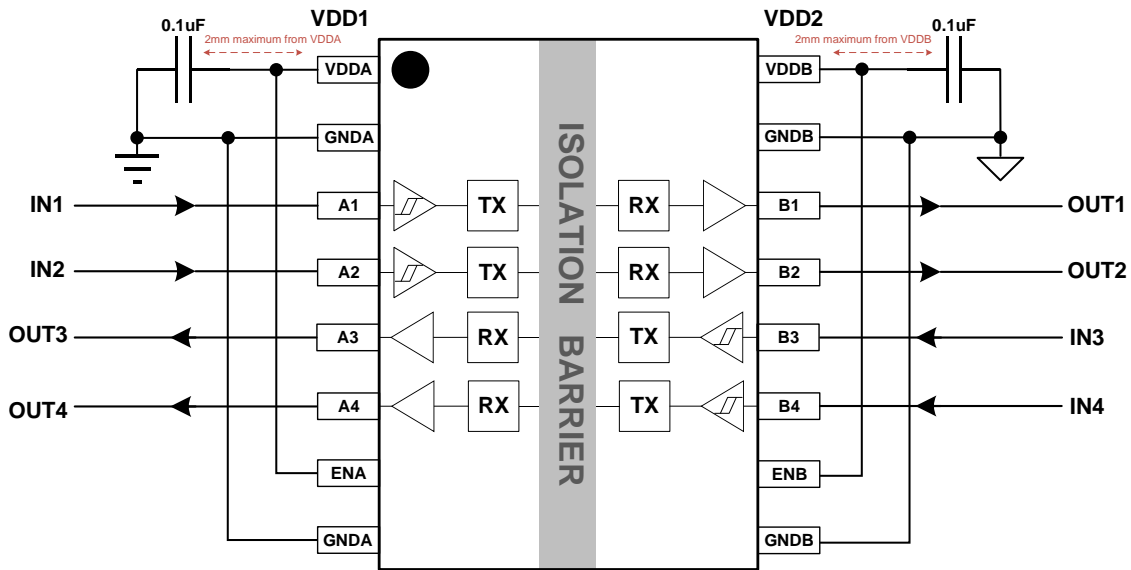 VDD1
VDD2
0.1uF
0.1uF
2mm maximum from VDDA
2mm maximum from VDDB
VDDA
VDDB
GNDA
GNDB
IN1
A1
TX
RX
B1
OUT1
IN2
A2
TX
RX
B2
OUT2
OUT3
A3
RX
TX
B3
IN3
OUT4
A4
RX
TX
B4
IN4
ENA
ENB
GNDA
GNDB
ISOLATION BARRIER